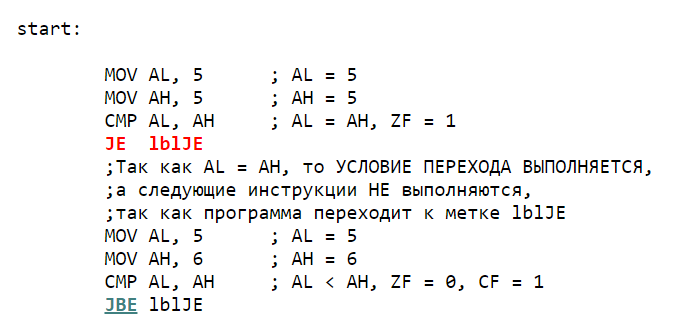 start:
MOV AL, 5 ; AL = 5
MOV AH, 5 ; AH = 5
CMP AL, AH ; AL = AH, ZF = 1
JE lblJE
;Так как AL = AH, то УСЛОВИЕ ПЕРЕХОДА ВЫПОЛНЯЕТСЯ,
;а следующие инструкции НЕ выполняются,
;так как программа переходит к метке lblJE
MOV AL, 5 ; AL = 5
MOV AH, 6 ; AH = 6
CMP AL, AH ; AL < AH, ZF = 0, CF = 1
JBE lblJE